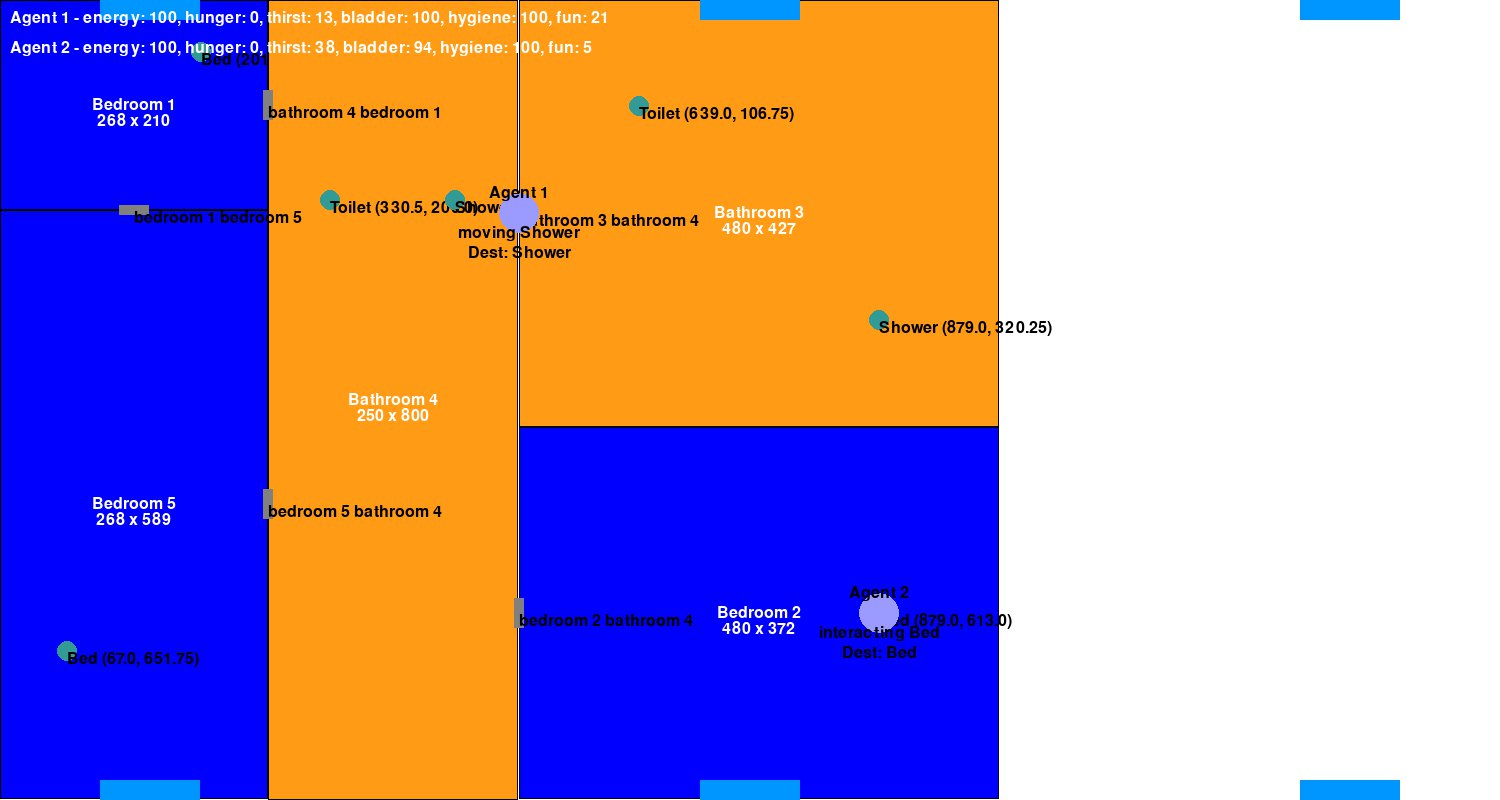 Agent 1 - energy: 100, hunger: 0, thirst: 13, bladder: 100, hygiene: 100, fun: 21
Agent 2 - energy: 100, hunger: 0, thirst: 38, bladder: 94, hygiene: 100, fun: 5
Bed (201
Bedroom 1
268 x 210
bathroom 4 bedroom 1
Toilet (639.0, 106.75)
Agent 1
Toilet (330.5, 200.0)
Show
bedroom 1 bedroom 5
throom 3 bathroom 4
Bathroom 3
480 x 427
moving Shower
Dest: Shower
Shower (879.0, 320.25)
Bathroom 4
250 x 800
Bedroom 5
268 x 589
bedroom 5 bathroom 4
Agent 2
bedroom 2 bathroom 4
Bedroom 2
480 x 372
d (879.0, 613.0)
interacting Bed
Dest: Bed
Bed (67.0, 651.75)